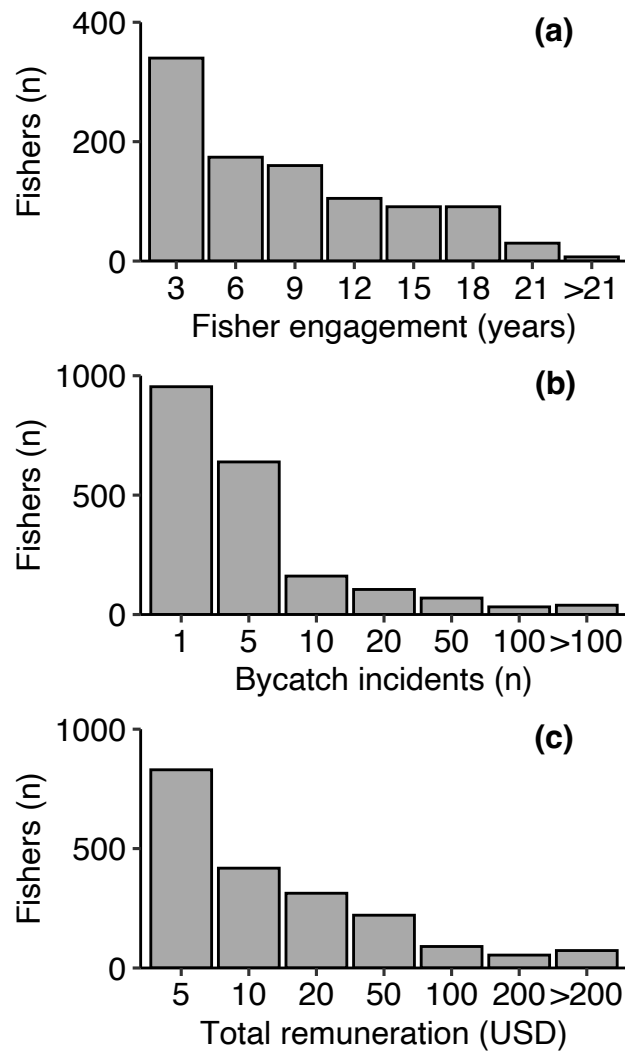 (a)
Fishers (n)
400
200
0
3 6 9 12 15 18 21 >21
Fisher engagement (years)
(b)
Fishers (n)
1000
500
0
1 5 10 20 50 100 >100
Bycatch incidents (n)
(c)
Fishers (n)
1000
500
0
5 10 20 50 100 200 >200
Total remuneration (USD)